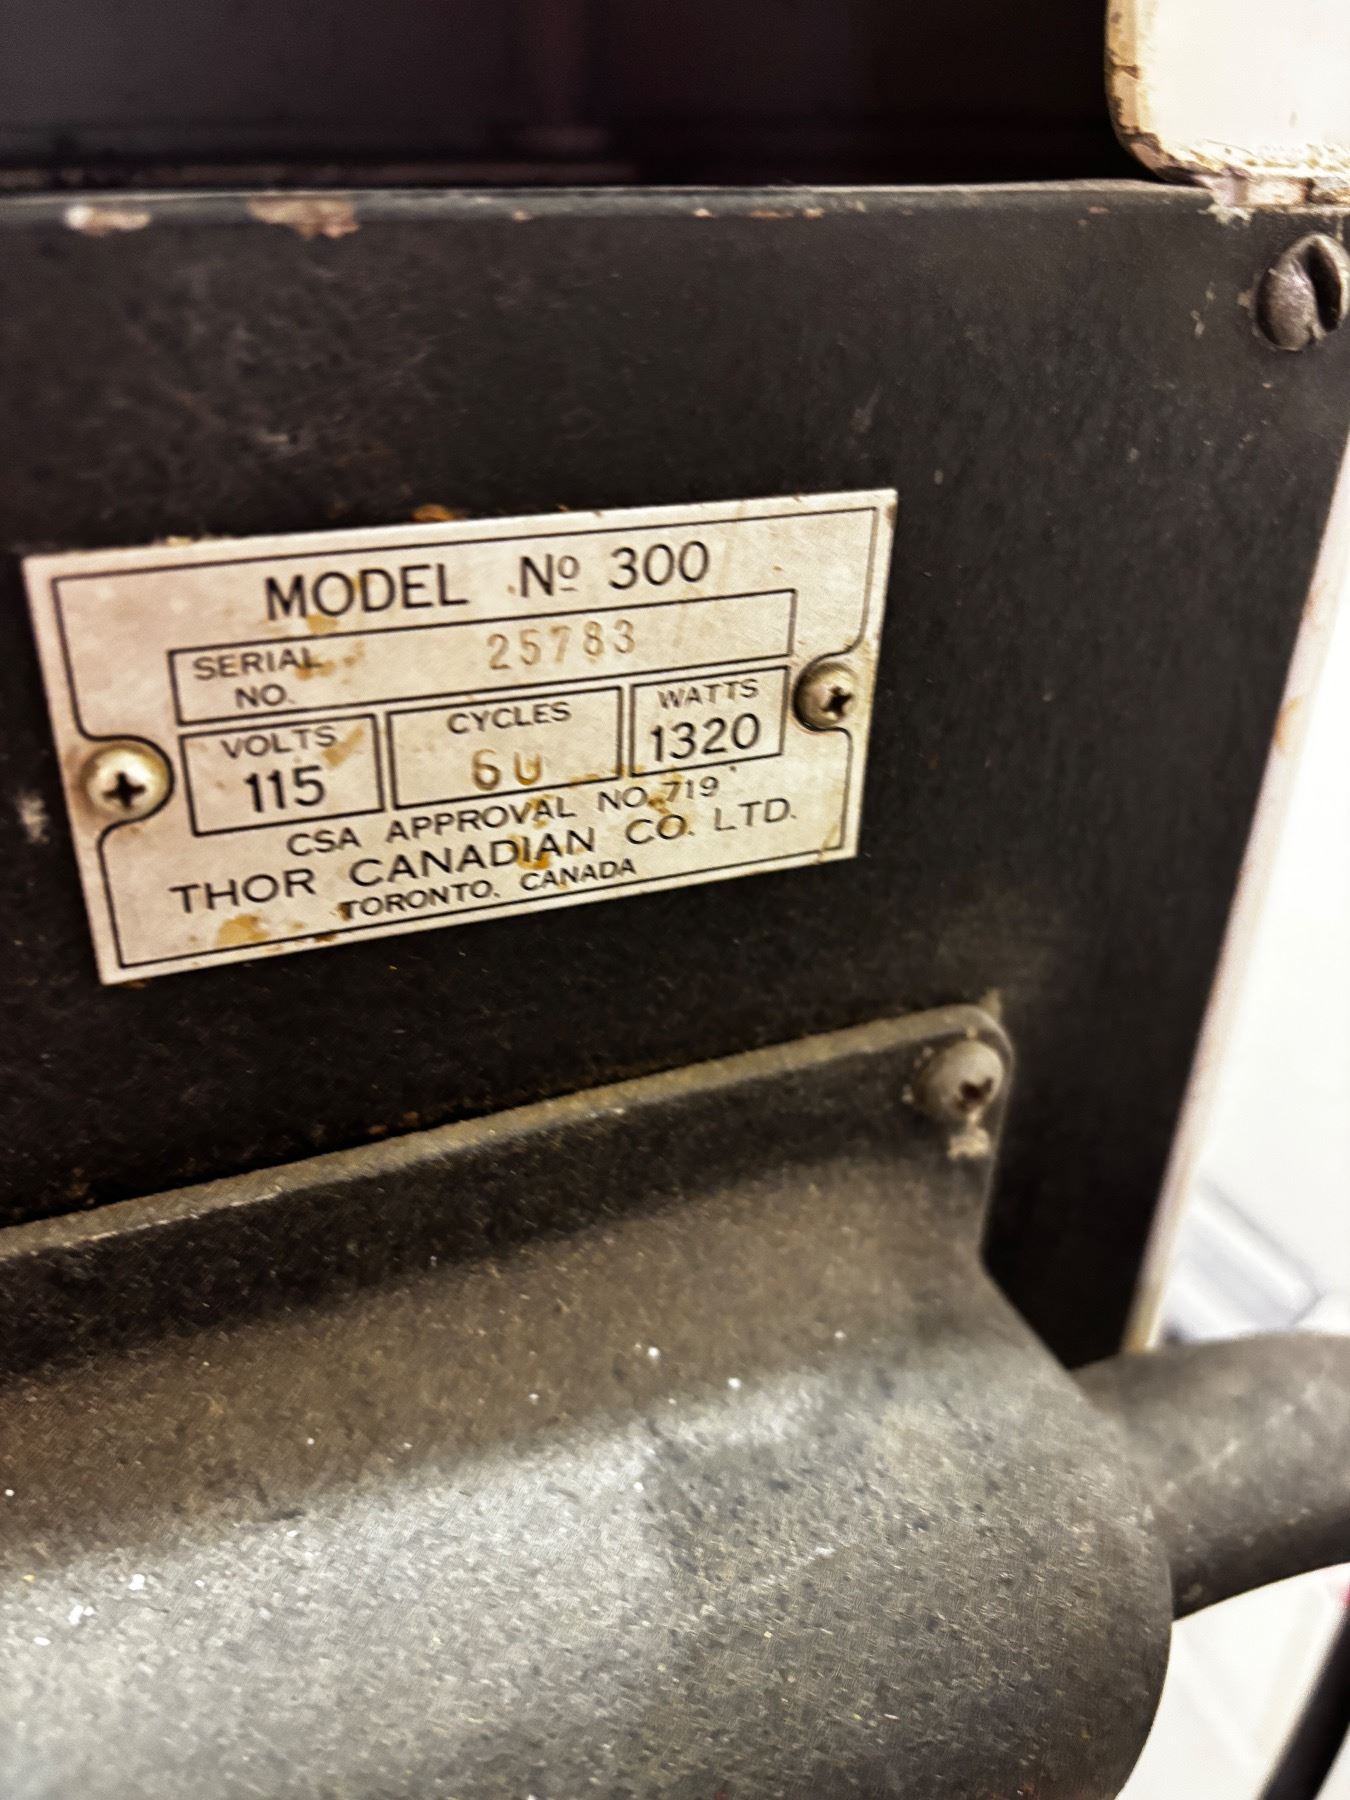 MODEL Nº 300
SERIAL NO. 25783
VOLTS 115
CYCLES 60
WATTS 1320
CSA APPROVAL NO. 719
THOR CANADIAN CO. LTD.
TORONTO, CANADA